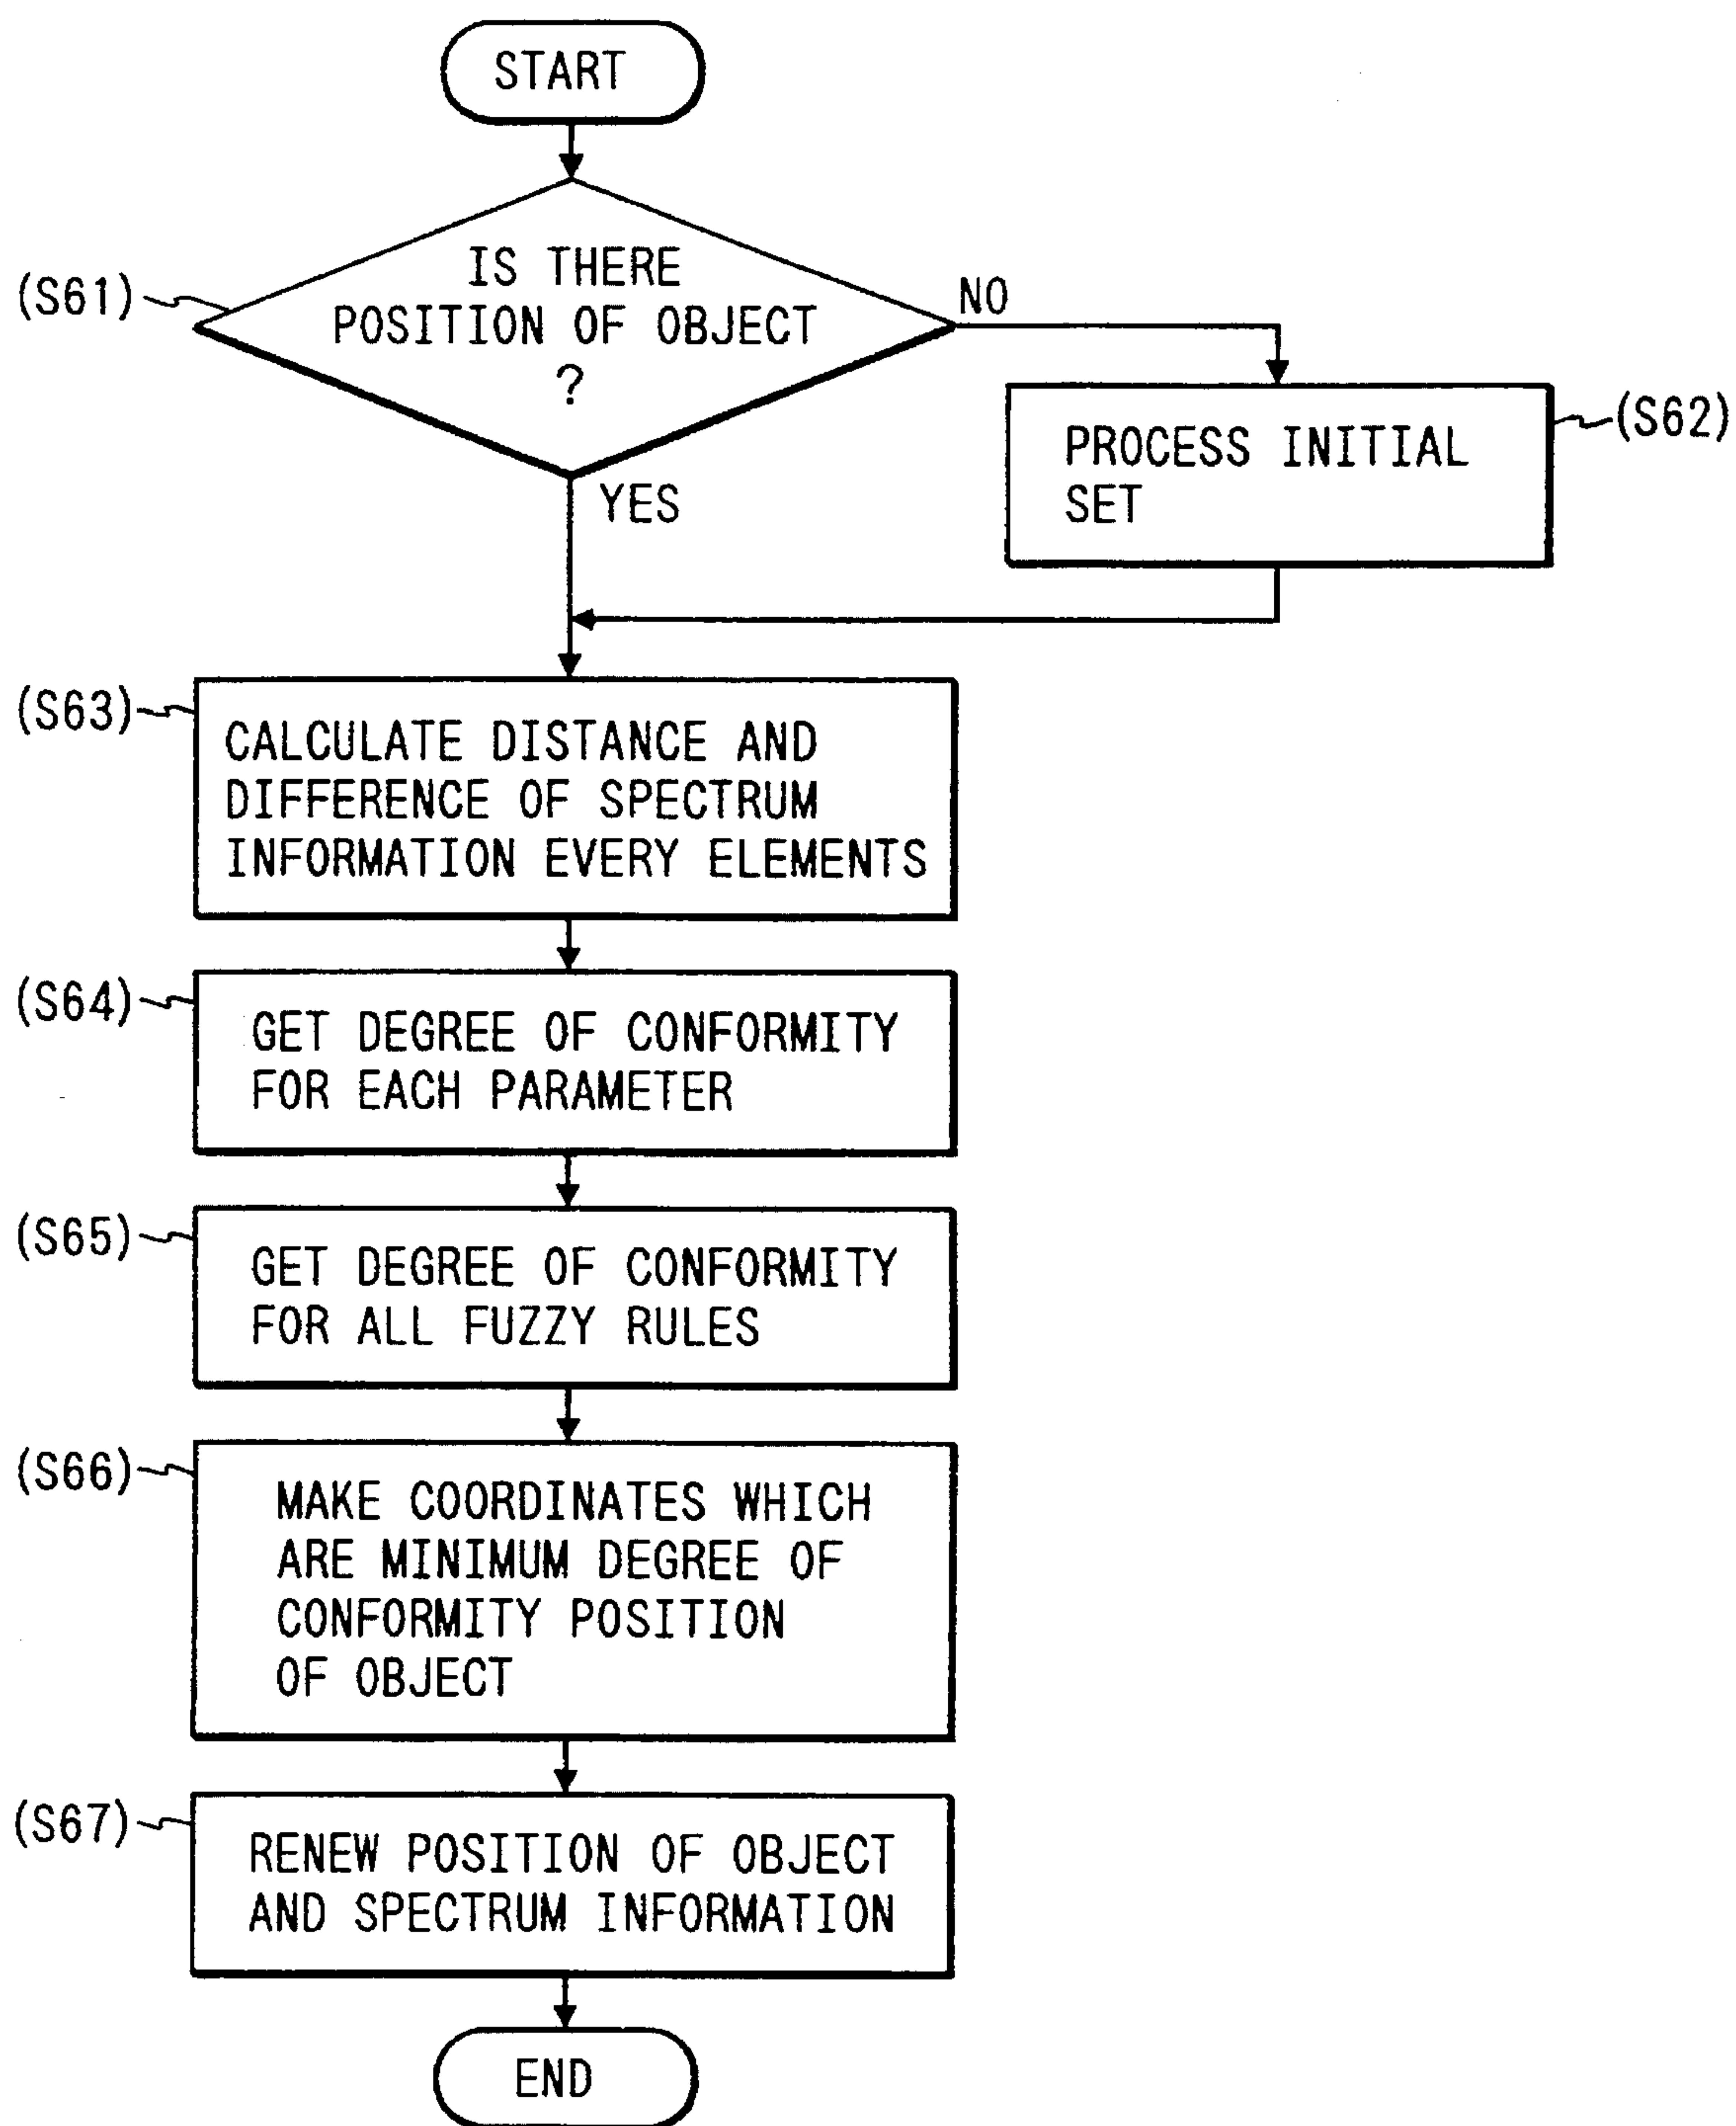 START
IS THERE
POSITION OF OBJECT
?
(S61)
NO
YES
PROCESS INITIAL
SET
(S62)
(S63)
CALCULATE DISTANCE AND
DIFFERENCE OF SPECTRUM
INFORMATION EVERY ELEMENTS
(S64)
GET DEGREE OF CONFORMITY
FOR EACH PARAMETER
(S65)
GET DEGREE OF CONFORMITY
FOR ALL FUZZY RULES
(S66)
MAKE COORDINATES WHICH
ARE MINIMUM DEGREE OF
CONFORMITY POSITION
OF OBJECT
(S67)
RENEW POSITION OF OBJECT
AND SPECTRUM INFORMATION
END